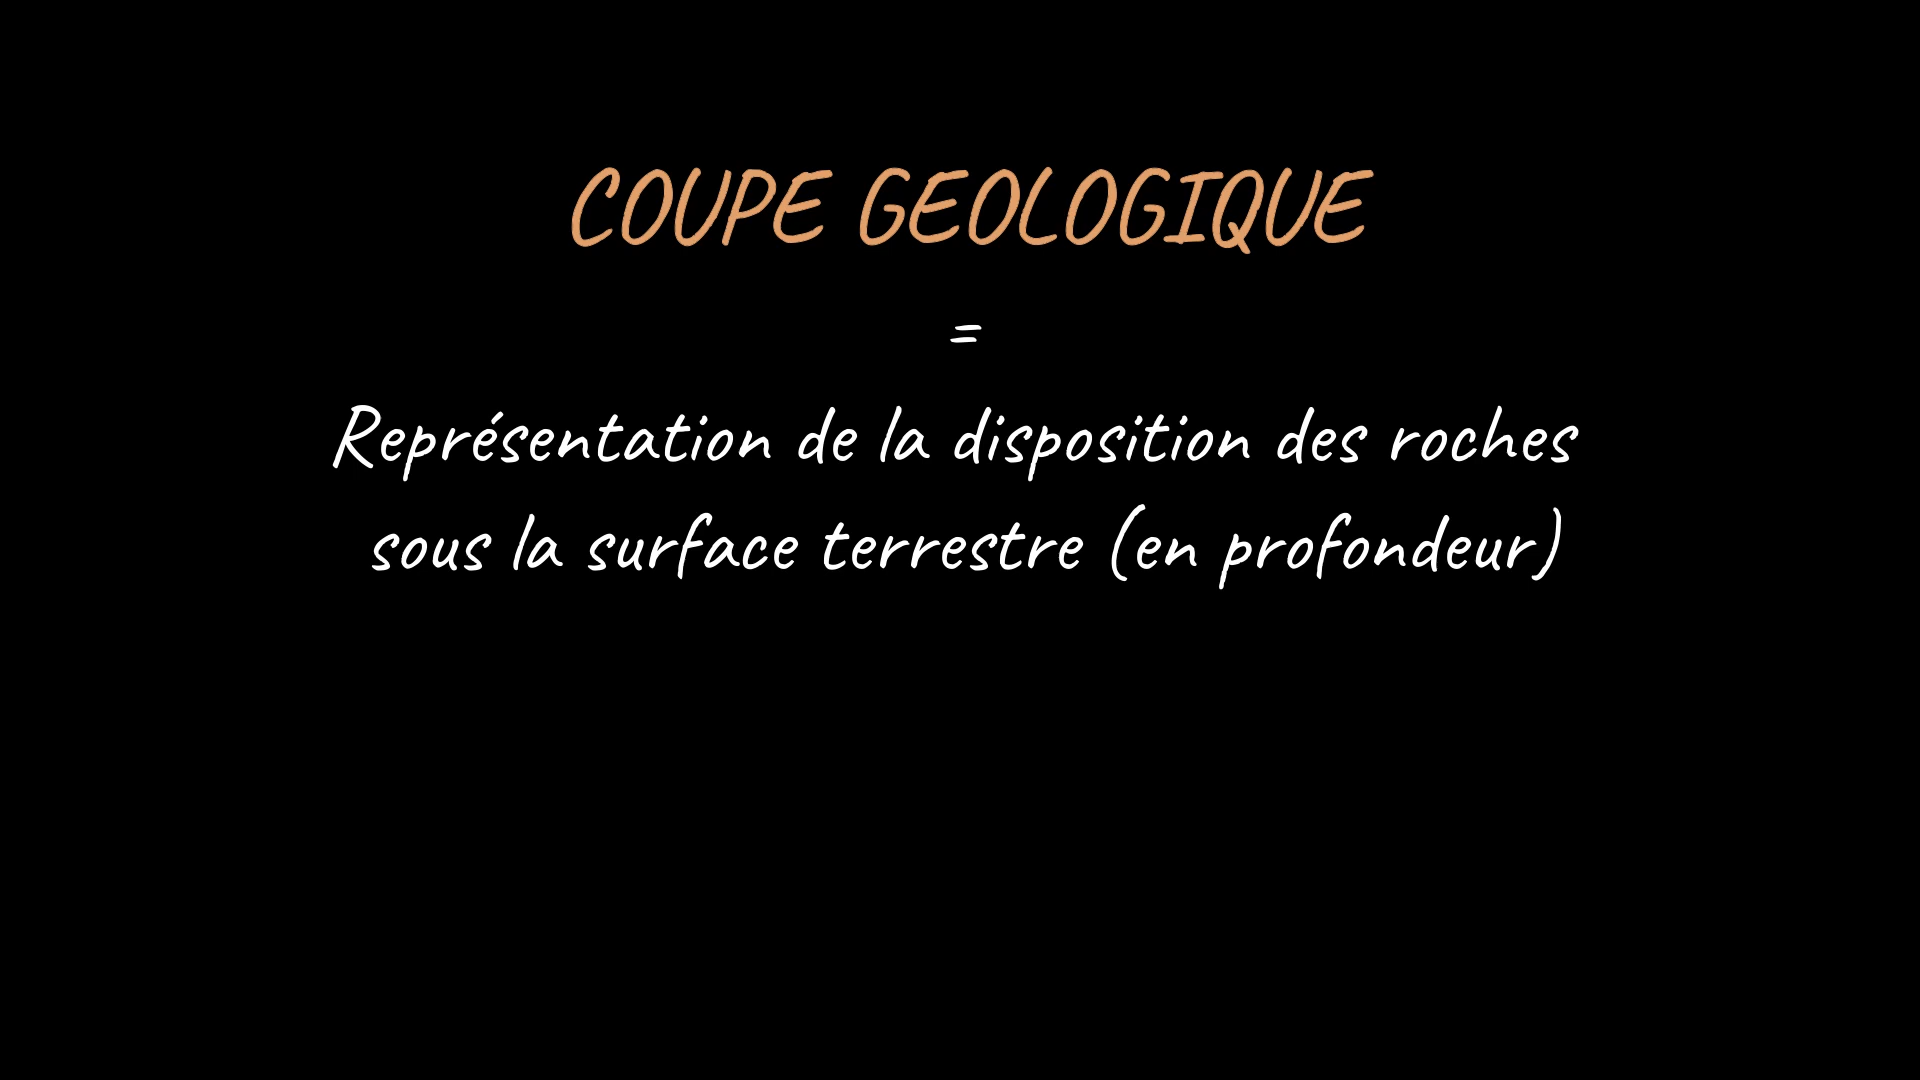 COUPE GEOLOGIQUE
=
Représentation de la disposition des roches
sous la surface terrestre (en profondeur)